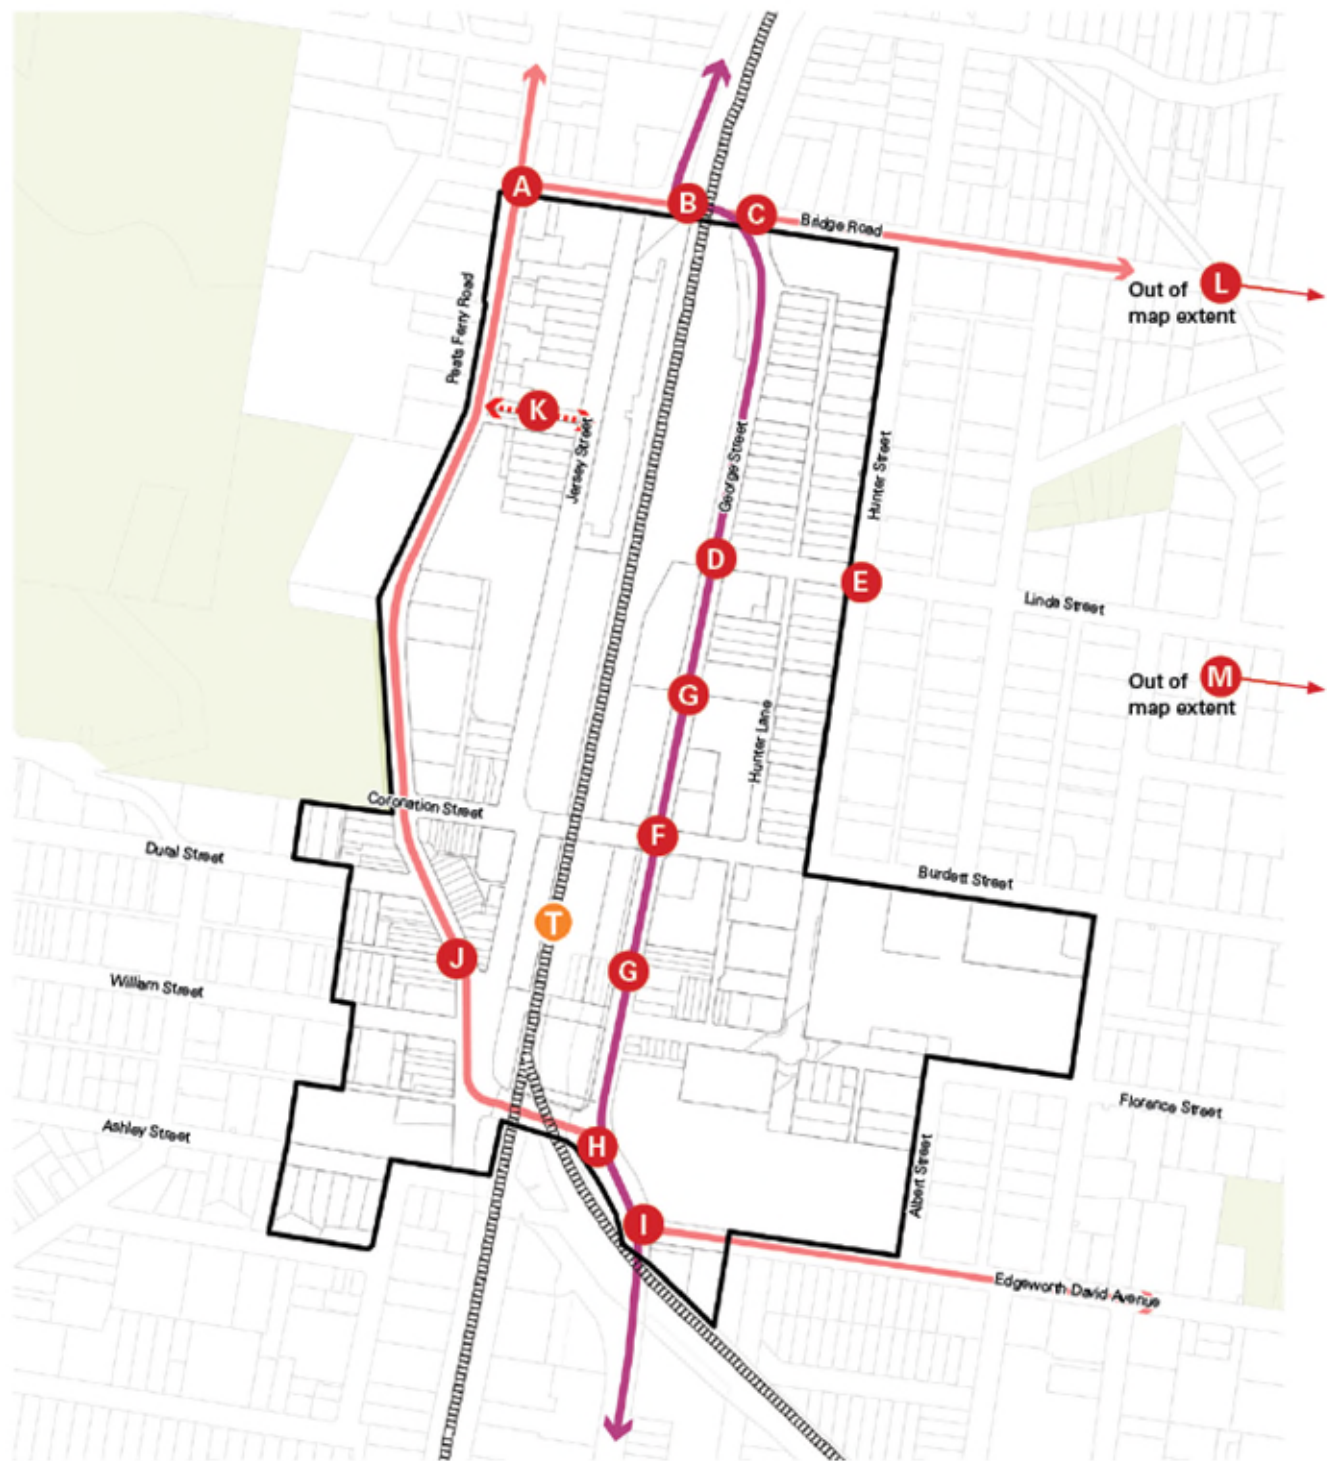 A
B
C
Bridge Road
L
Out of
map extent
Peats Ferry Road
K
Jersey Street
George Street
Hunter Street
D
E
Linda Street
M
Out of
map extent
G
Hunter Lane
Coronation Street
F
Dural Street
Burdett Street
T
J
G
William Street
Florence Street
Ashley Street
H
Albert Street
I
Edgeworth David Avenue